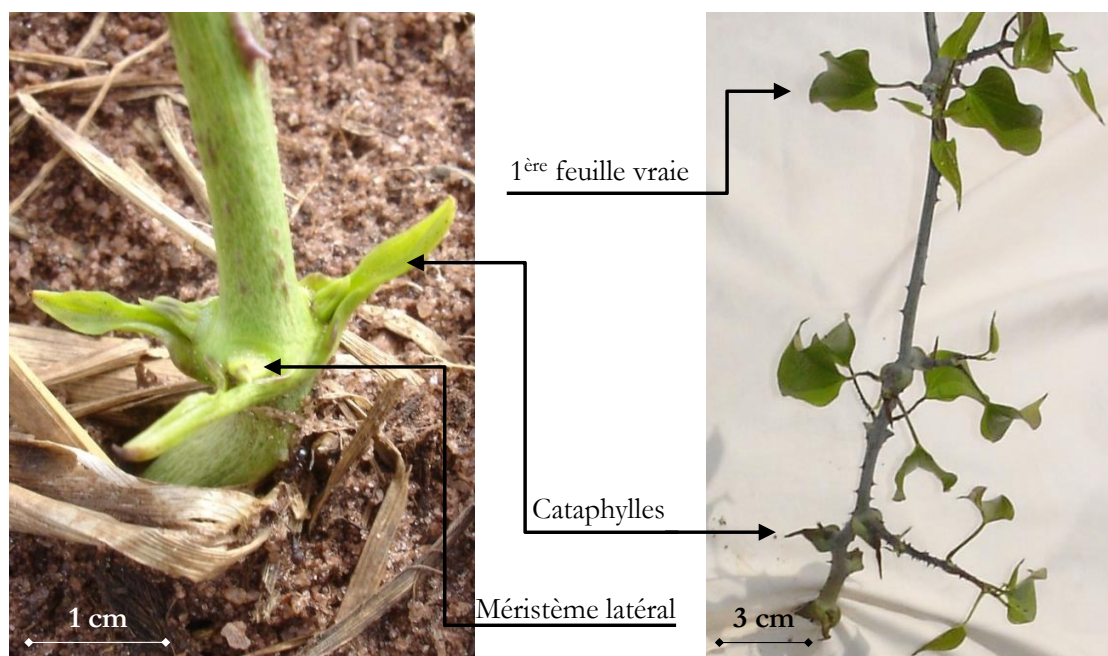 1ère feuille vraie
Cataphylles
Méristème latéral
1 cm
3 cm